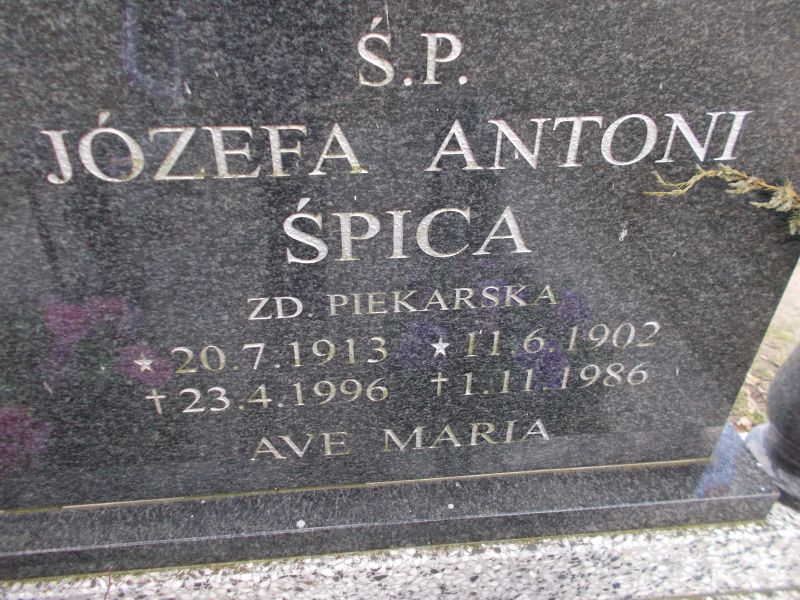 Ś.P.
JÓZEFA ANTONI
ŚPICA
ZD. PIEKARSKA
★ 20.7.1913 ★ 11.6.1902
† 23.4.1996 † 1.11.1986
AVE MARIA